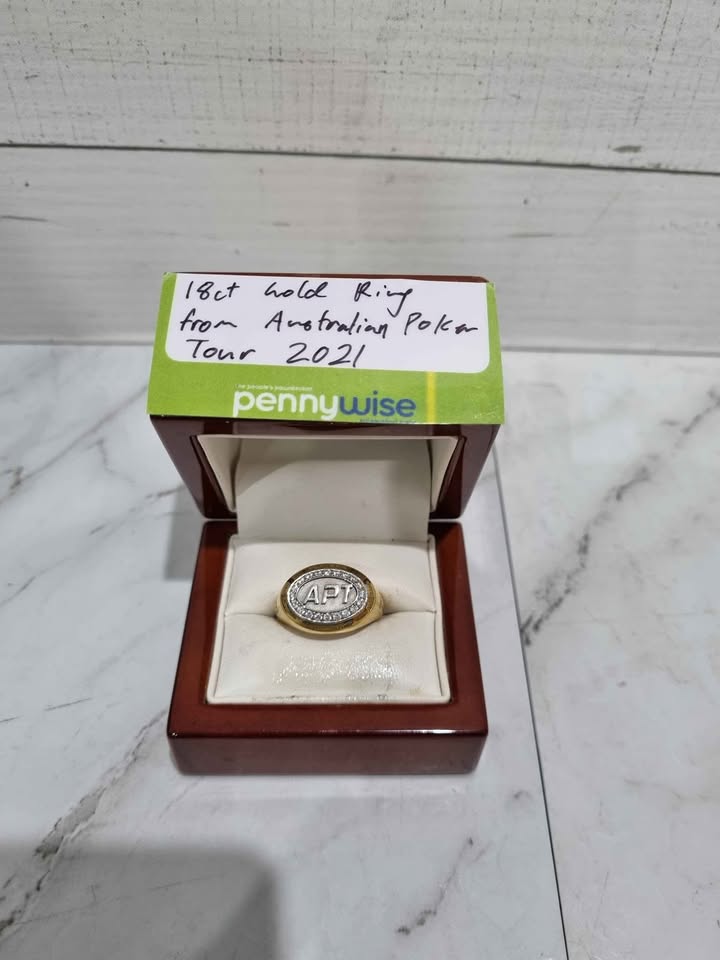 18ct Gold Ring
from Australian Poker
Tour 2021
pennywise
APT